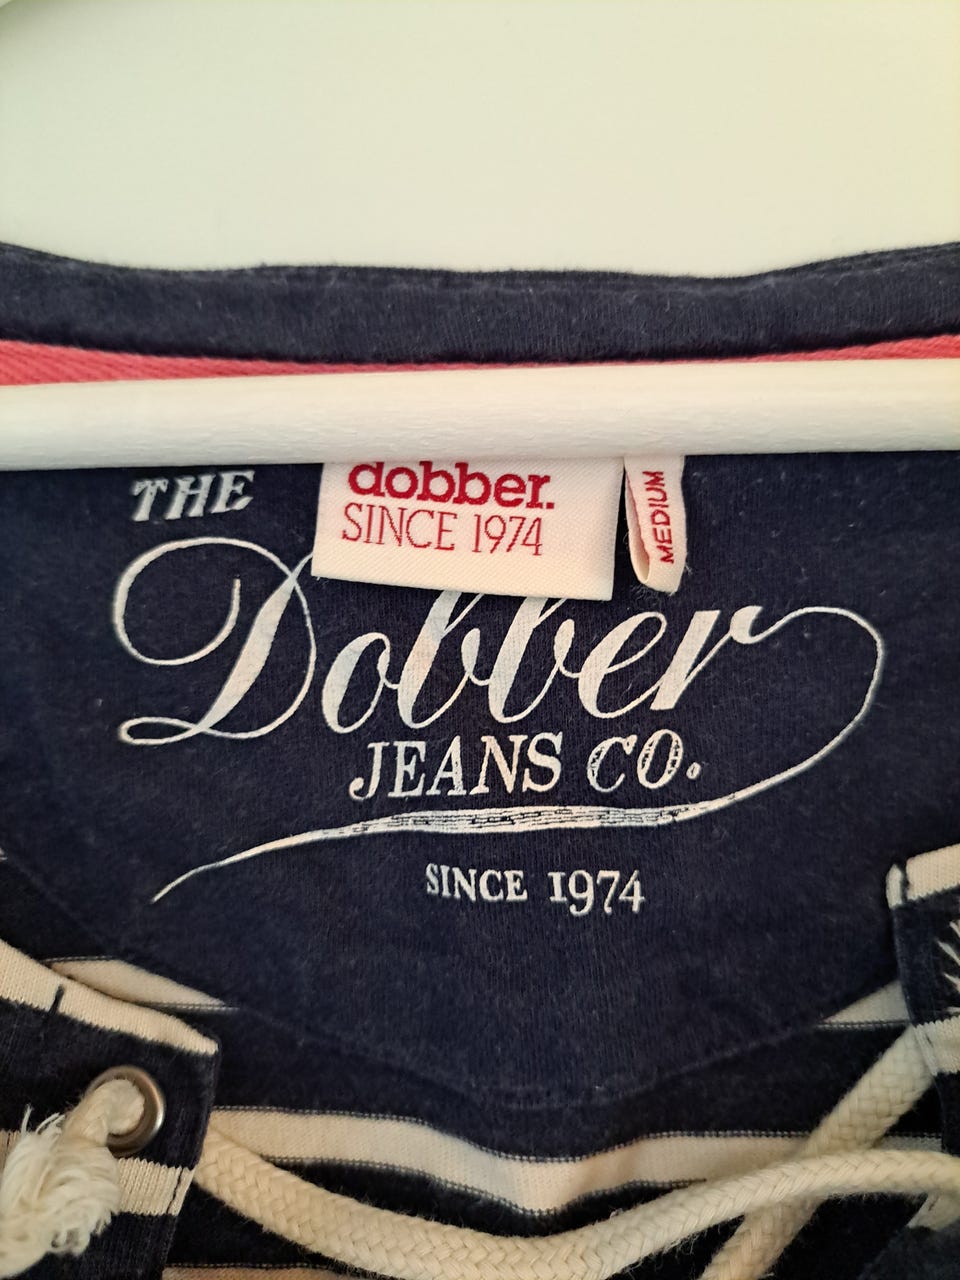 dobber.
SINCE 1974
MEDIUM
THE
Dobber
JEANS CO.
SINCE 1974